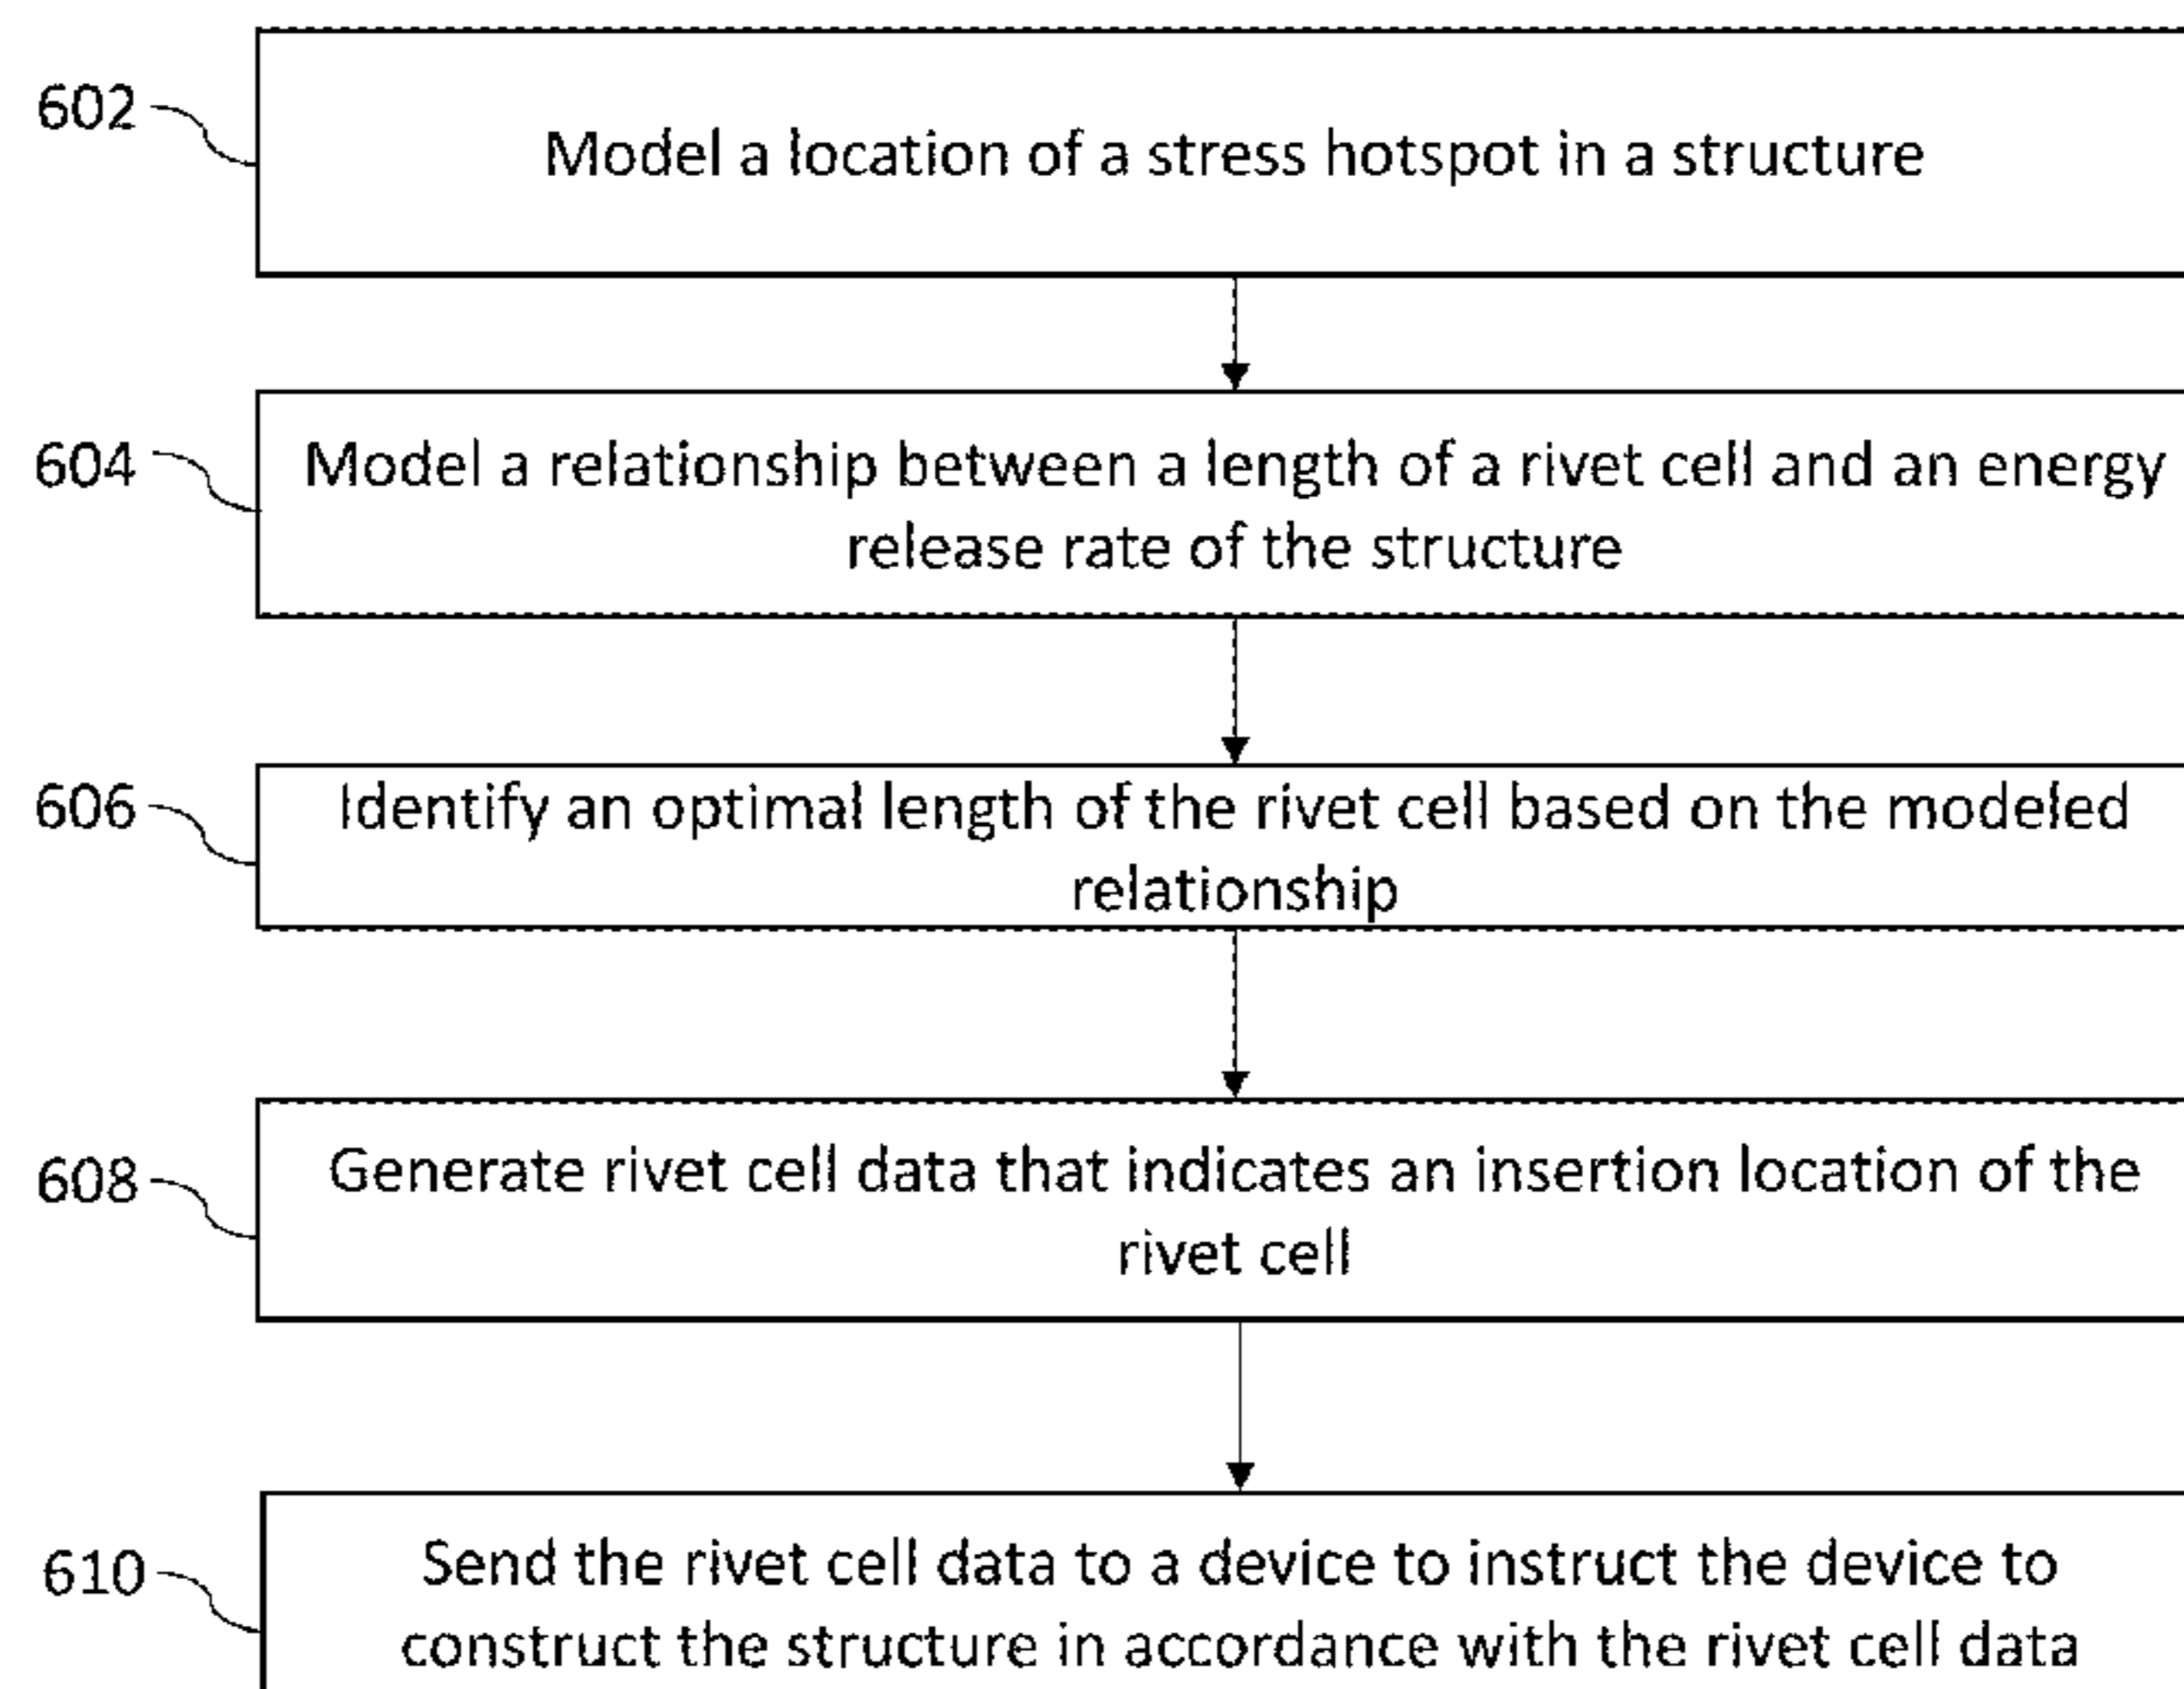 602
Model a location of a stress hotspot in a structure
604
Model a relationship between a length of a rivet cell and an energy
release rate of the structure
606
Identify an optimal length of the rivet cell based on the modeled
relationship
608
Generate rivet cell data that indicates an insertion location of the
rivet cell
610
Send the rivet cell data to a device to instruct the device to
construct the structure in accordance with the rivet cell data